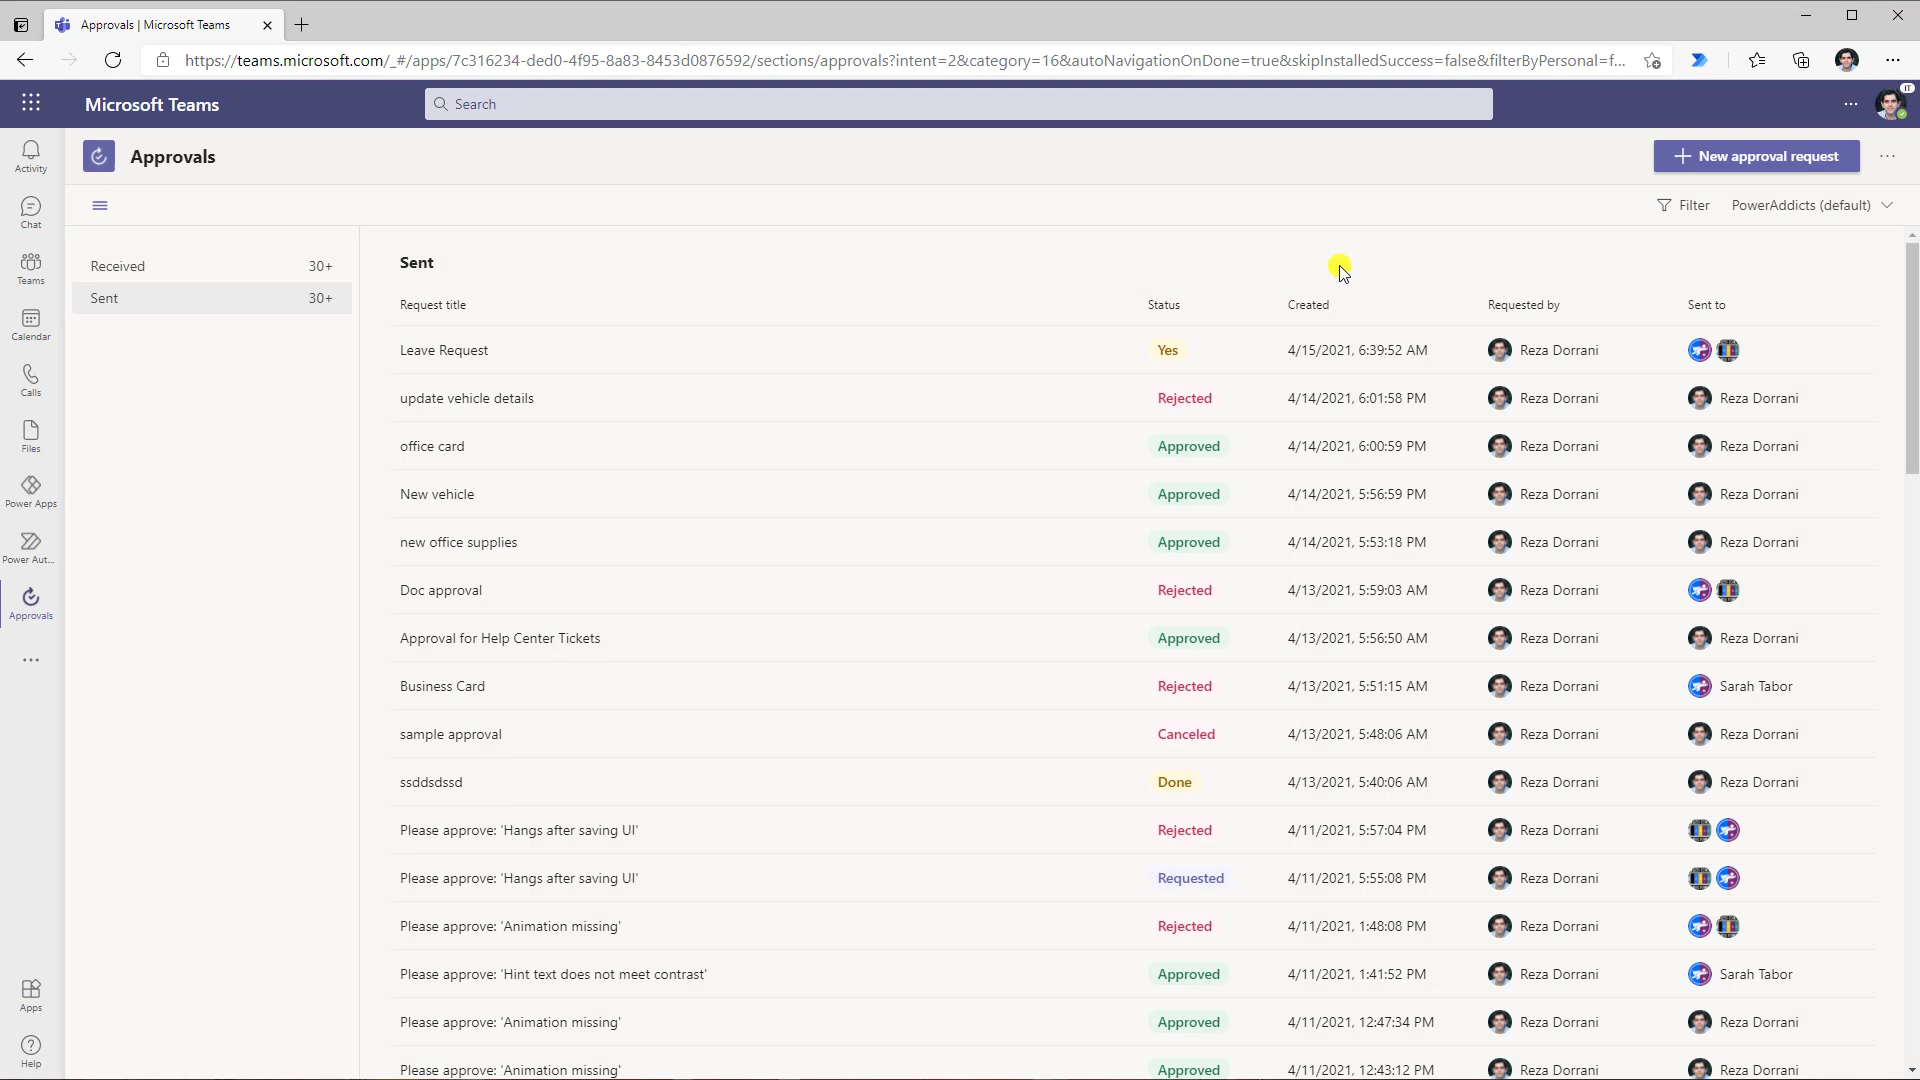 Approvals | Microsoft Teams
https://teams.microsoft.com/_#/apps/7c316234-ded0-4f95-8a83-8453d0876592/sections/approvals?intent=2&category=16&autoNavigationOnDone=true&skipInstalledSuccess=false&filterByPersonal=f...
Microsoft Teams
Search
IT
Activity
Chat
Teams
Calendar
Calls
Files
Power Apps
Power Aut...
Approvals
Apps
Help
Approvals
New approval request
Filter PowerAddicts (default)
Received 30+
Sent 30+
Sent
Request title Status Created Requested by Sent to
Leave Request Yes 4/15/2021, 6:39:52 AM Reza Dorrani
update vehicle details Rejected 4/14/2021, 6:01:58 PM Reza Dorrani Reza Dorrani
office card Approved 4/14/2021, 6:00:59 PM Reza Dorrani Reza Dorrani
New vehicle Approved 4/14/2021, 5:56:59 PM Reza Dorrani Reza Dorrani
new office supplies Approved 4/14/2021, 5:53:18 PM Reza Dorrani Reza Dorrani
Doc approval Rejected 4/13/2021, 5:59:03 AM Reza Dorrani
Approval for Help Center Tickets Approved 4/13/2021, 5:56:50 AM Reza Dorrani Reza Dorrani
Business Card Rejected 4/13/2021, 5:51:15 AM Reza Dorrani Sarah Tabor
sample approval Canceled 4/13/2021, 5:48:06 AM Reza Dorrani Reza Dorrani
ssddsdssd Done 4/13/2021, 5:40:06 AM Reza Dorrani Reza Dorrani
Please approve: 'Hangs after saving UI' Rejected 4/11/2021, 5:57:04 PM Reza Dorrani
Please approve: 'Hangs after saving UI' Requested 4/11/2021, 5:55:08 PM Reza Dorrani
Please approve: 'Animation missing' Rejected 4/11/2021, 1:48:08 PM Reza Dorrani
Please approve: 'Hint text does not meet contrast' Approved 4/11/2021, 1:41:52 PM Reza Dorrani Sarah Tabor
Please approve: 'Animation missing' Approved 4/11/2021, 12:47:34 PM Reza Dorrani Reza Dorrani
Please approve: 'Animation missing' Approved 4/11/2021, 12:43:12 PM Reza Dorrani Reza Dorrani